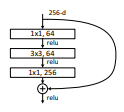 256-d
1x1, 64
relu
3x3, 64
relu
1x1, 256
relu